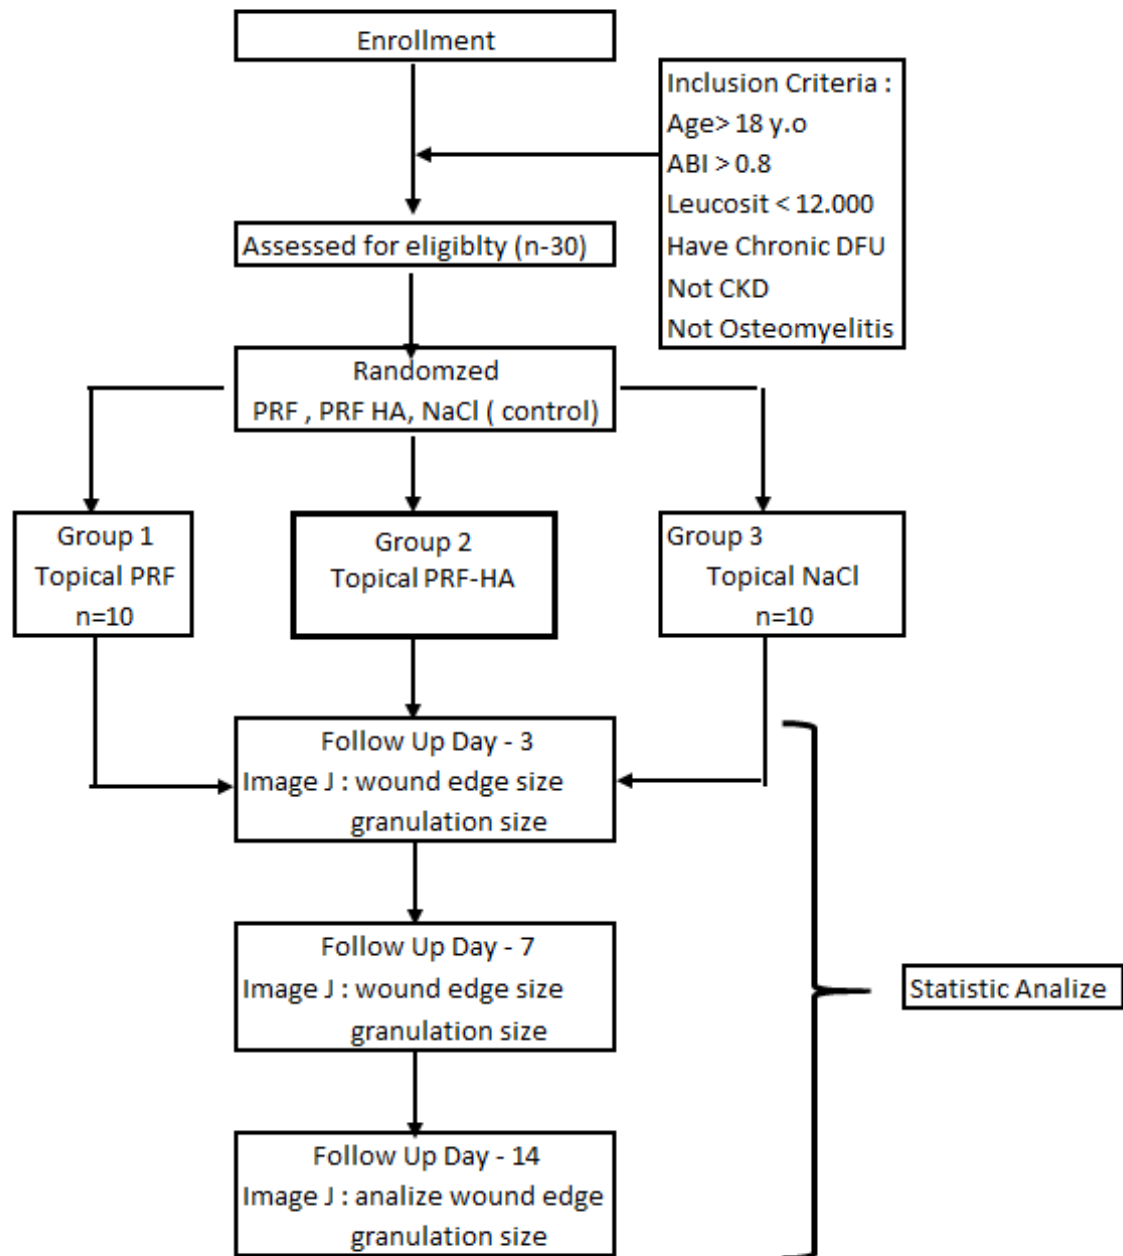 Enrollment
Inclusion Criteria :
Age> 18 y.o
ABI > 0.8
Leucosit < 12.000
Have Chronic DFU
Not CKD
Not Osteomyelitis
Assessed for eligiblty (n-30)
Randomzed
PRF , PRF HA, NaCl ( control)
Group 1
Topical PRF
n=10
Group 2
Topical PRF-HA
Group 3
Topical NaCl
n=10
Follow Up Day - 3
Image J : wound edge size
granulation size
Follow Up Day - 7
Image J : wound edge size
granulation size
Statistic Analize
Follow Up Day - 14
Image J : analize wound edge
granulation size